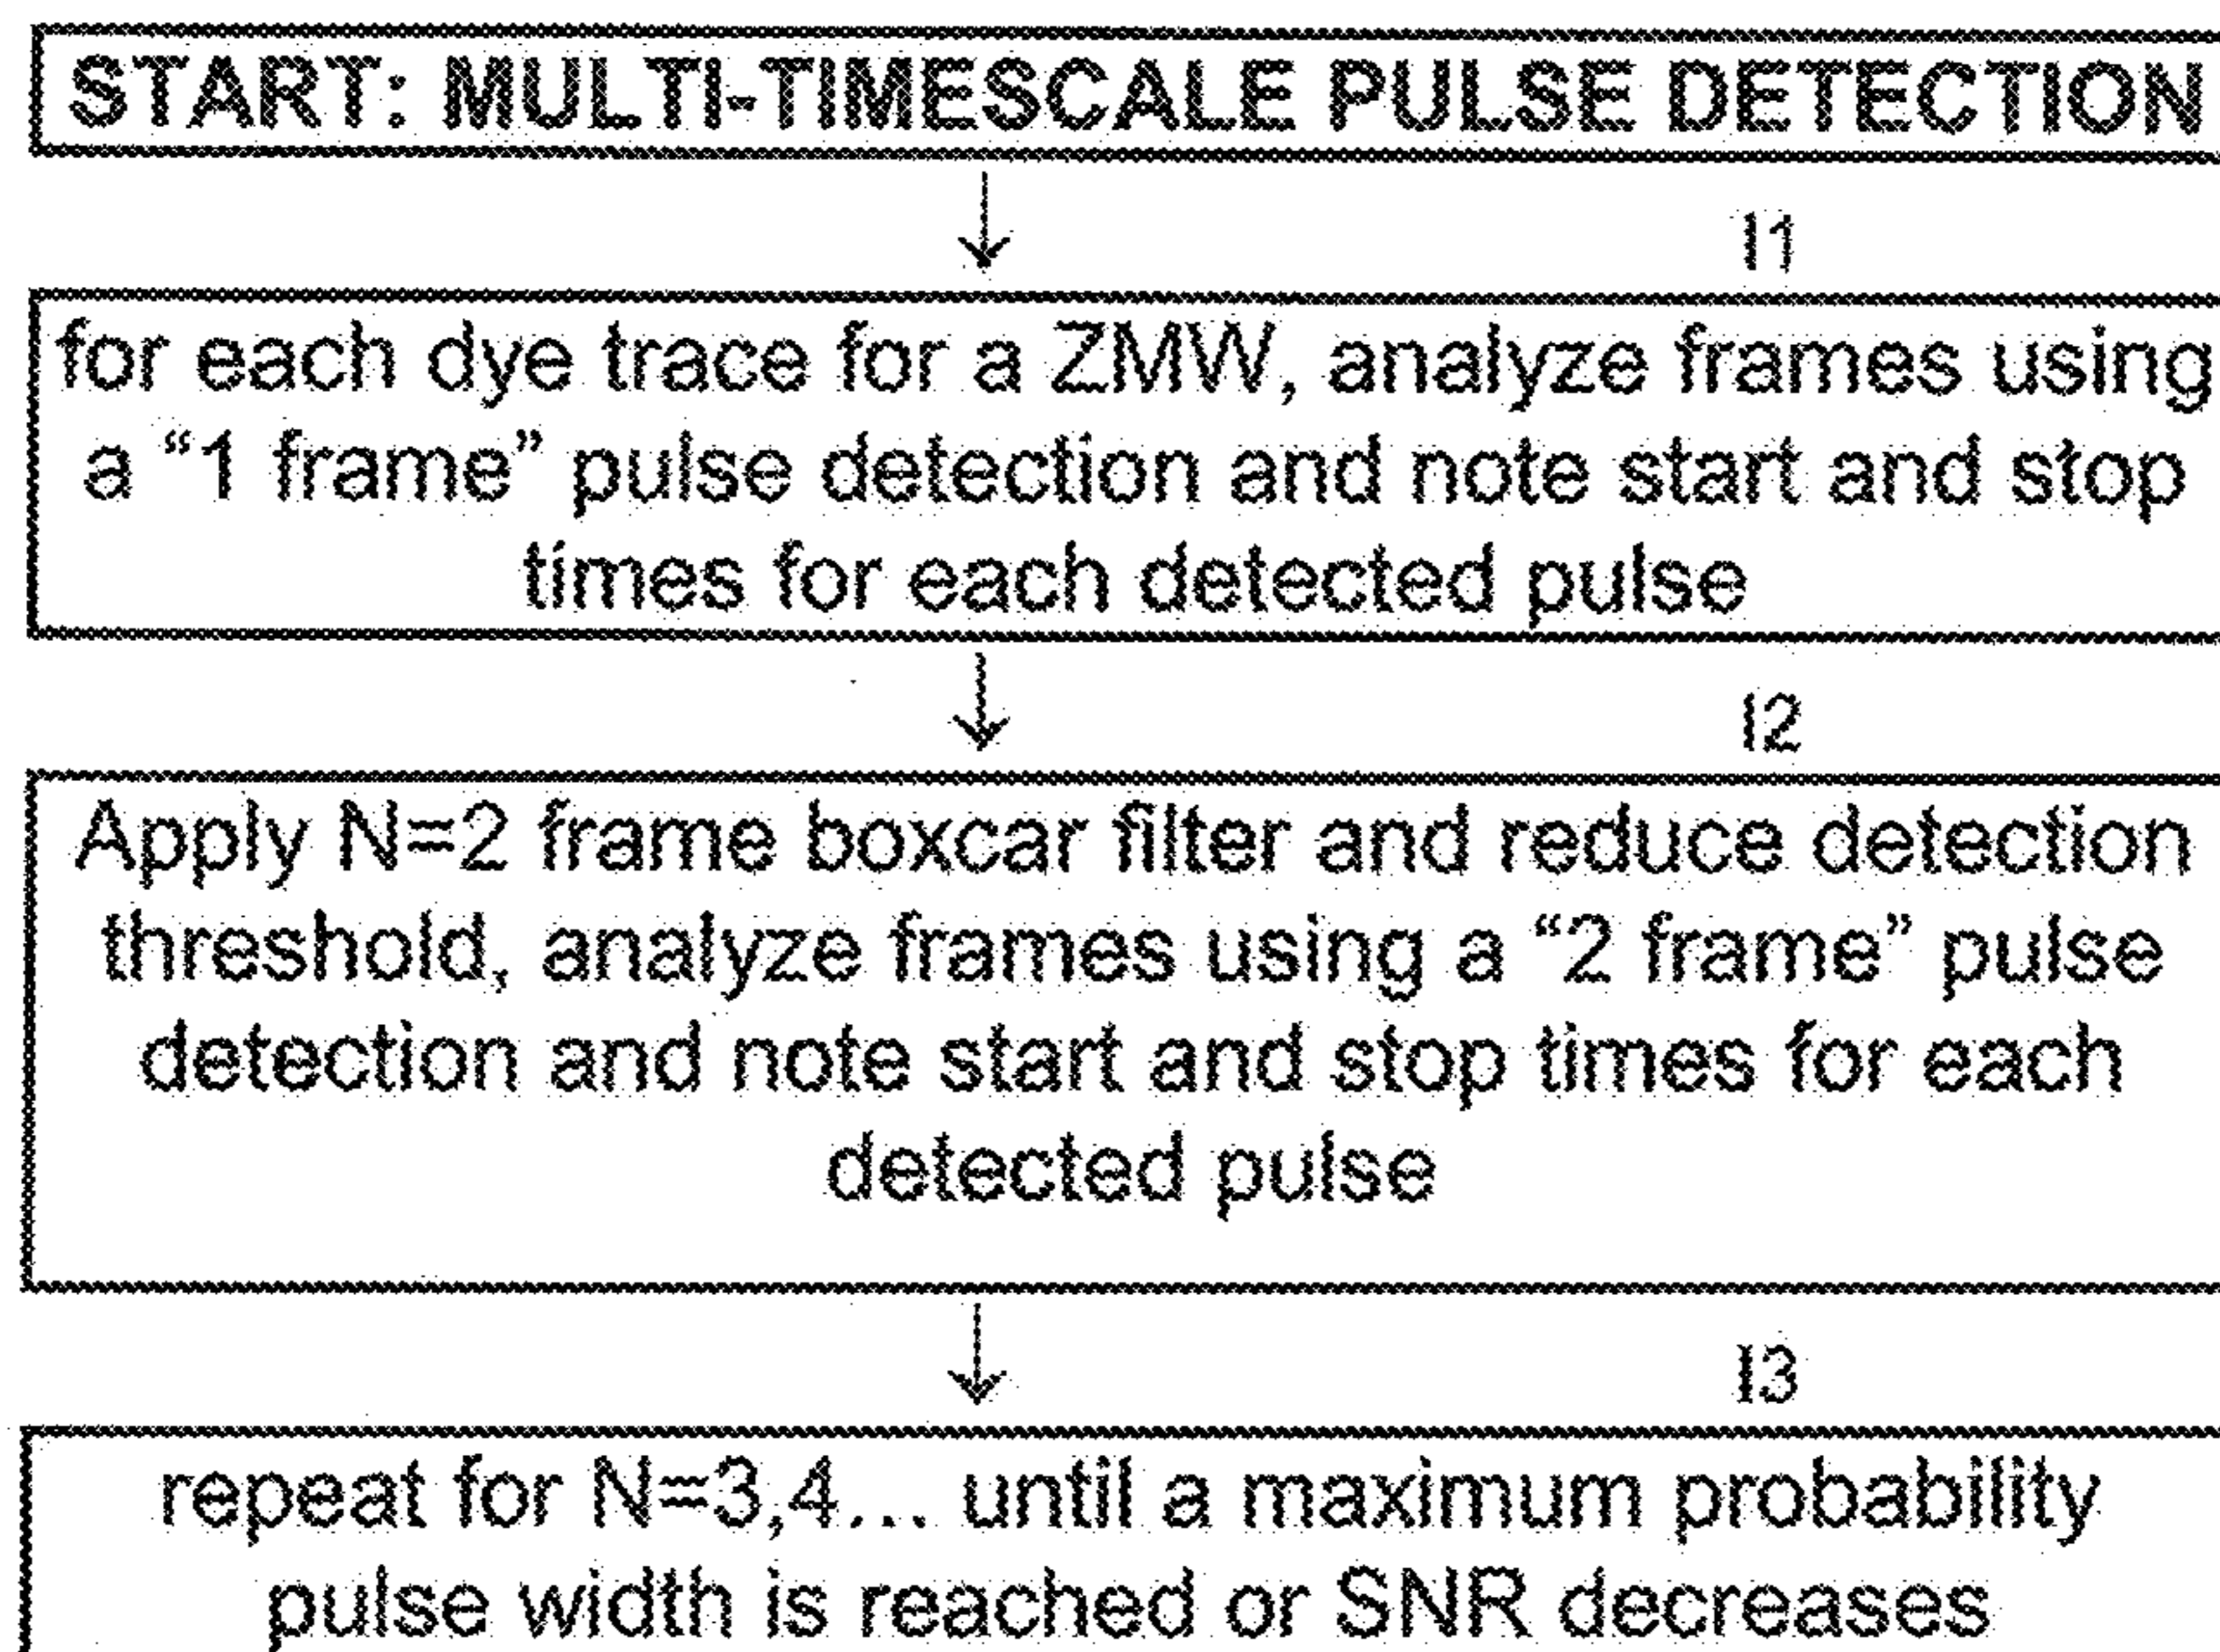 START: MULTI-TIMESCALE PULSE DETECTION
I1
for each dye trace for a ZMW, analyze frames using
a “1 frame” pulse detection and note start and stop
times for each detected pulse
I2
Apply N=2 frame boxcar filter and reduce detection
threshold, analyze frames using a “2 frame” pulse
detection and note start and stop times for each
detected pulse
I3
repeat for N=3,4... until a maximum probability
pulse width is reached or SNR decreases